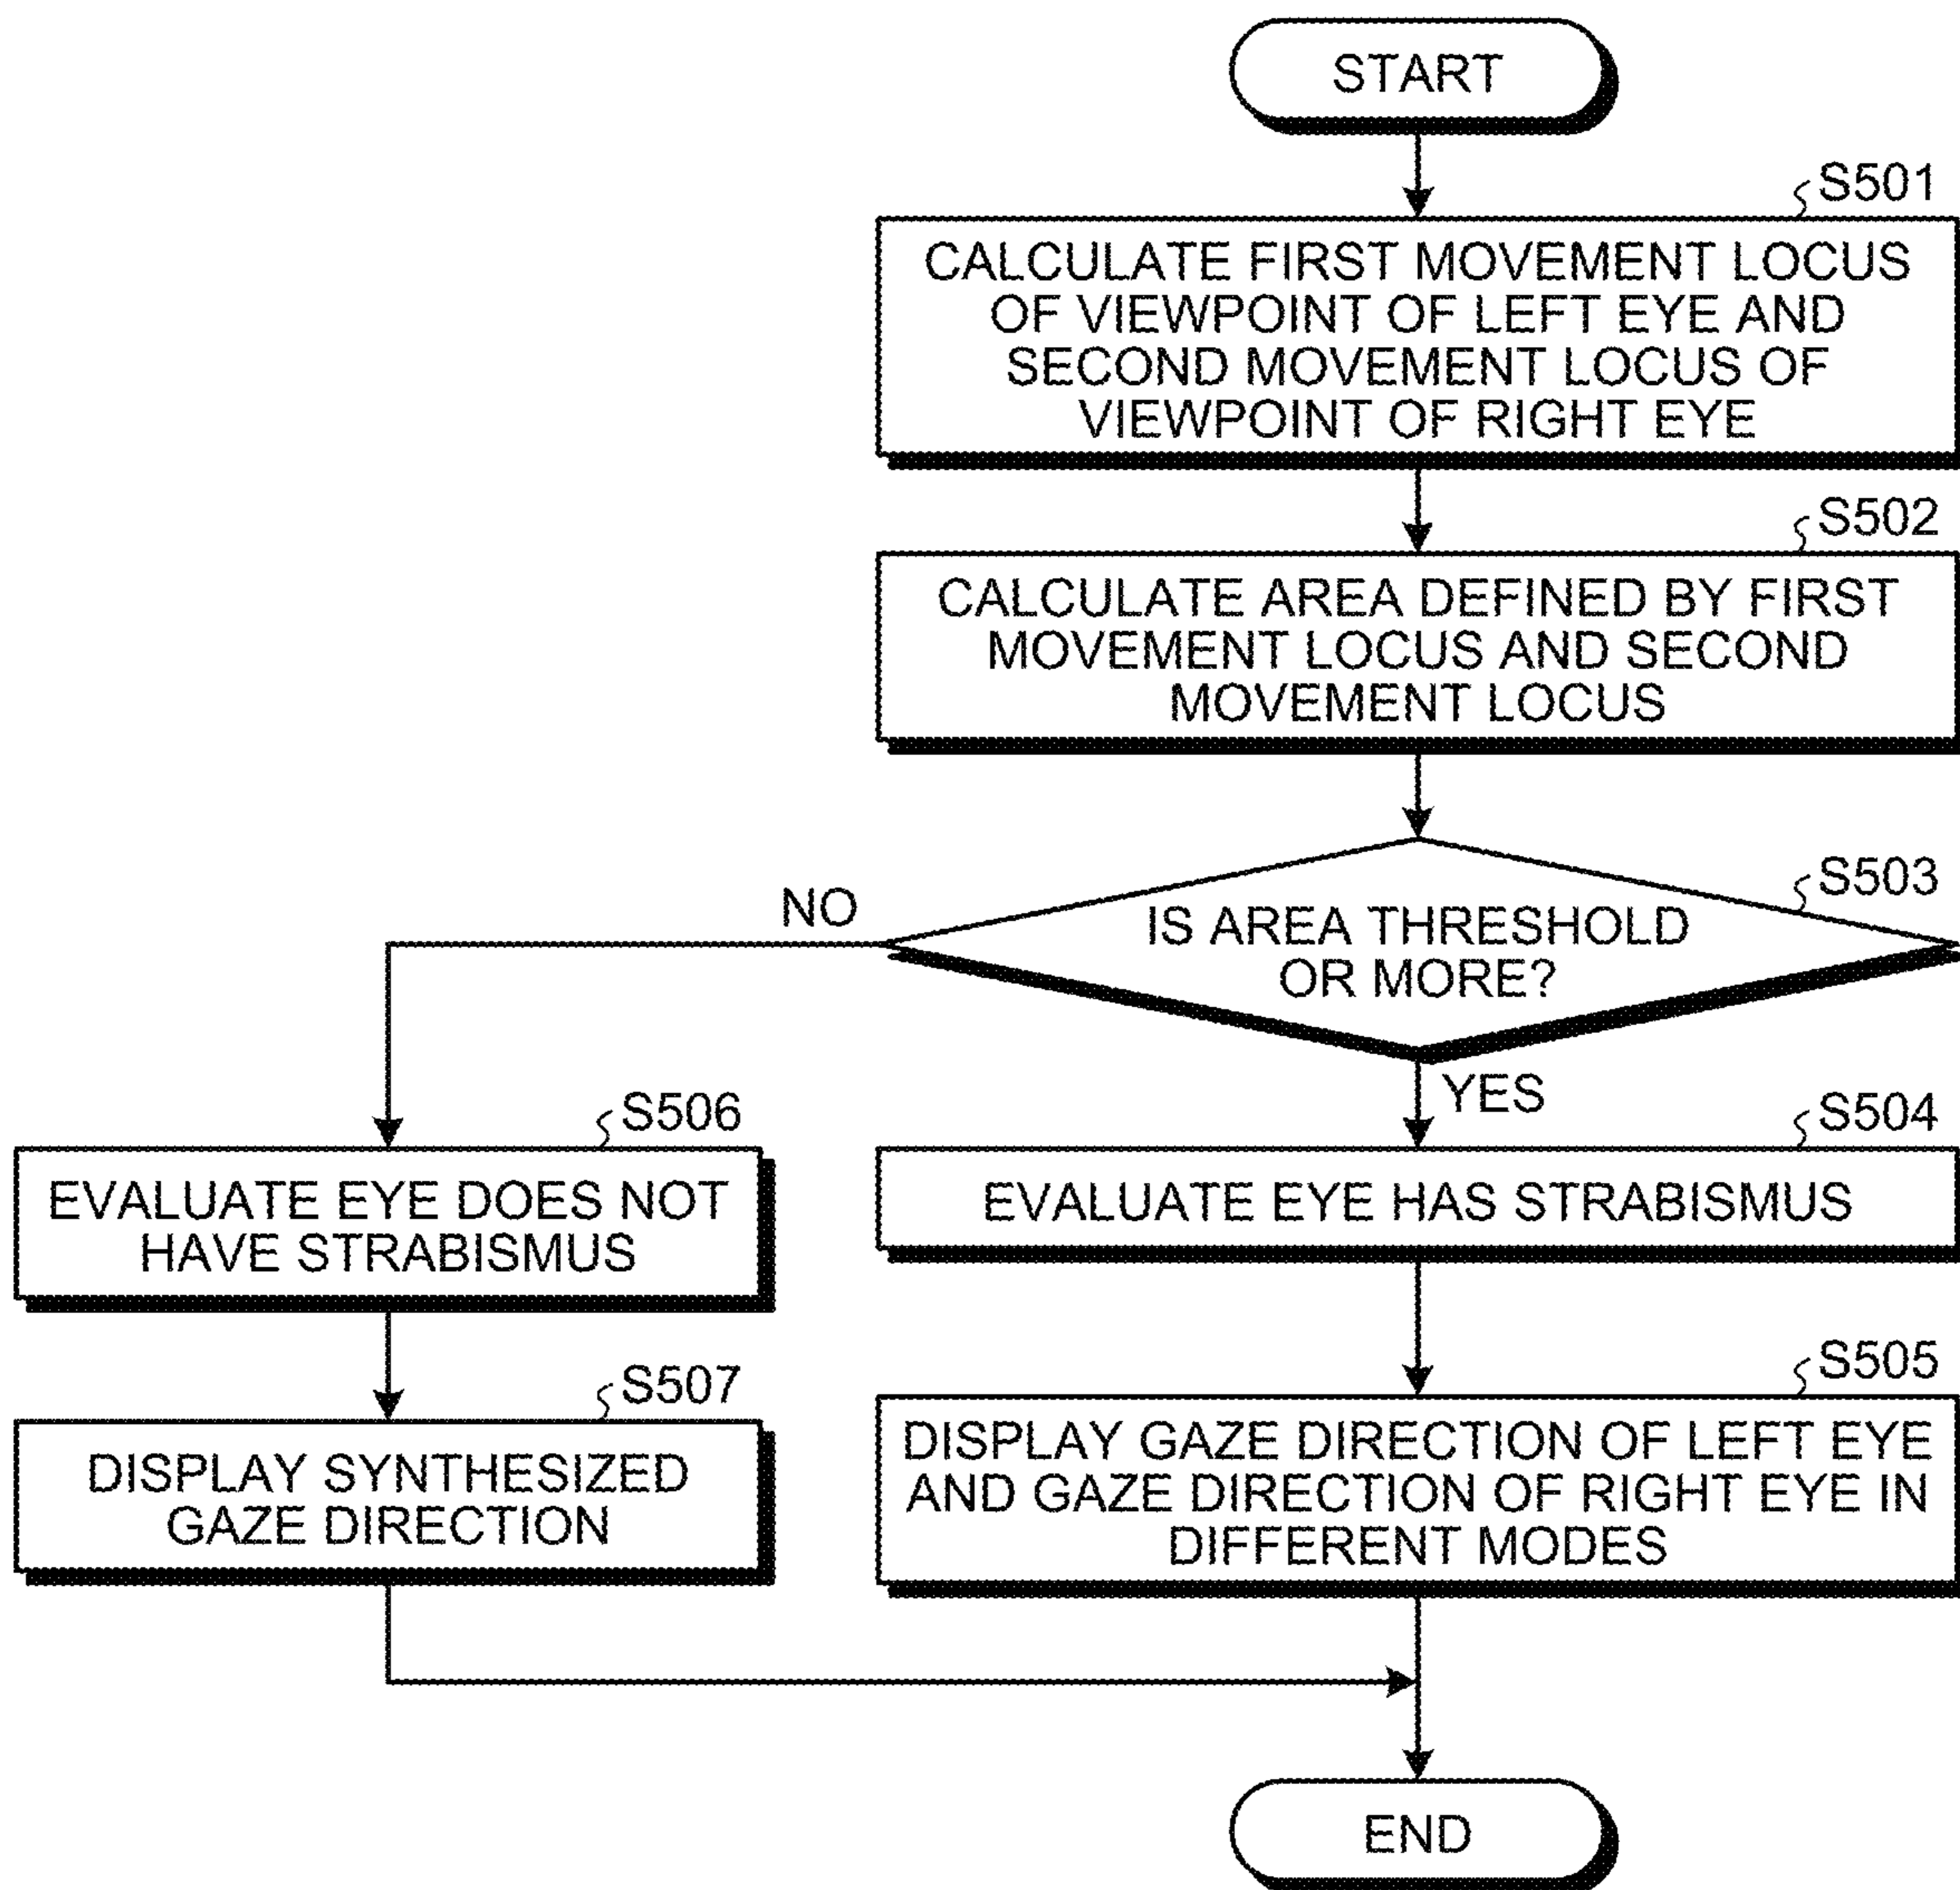 START
S501
CALCULATE FIRST MOVEMENT LOCUS
OF VIEWPOINT OF LEFT EYE AND
SECOND MOVEMENT LOCUS OF
VIEWPOINT OF RIGHT EYE
S502
CALCULATE AREA DEFINED BY FIRST
MOVEMENT LOCUS AND SECOND
MOVEMENT LOCUS
S503
IS AREA THRESHOLD
OR MORE?
NO
YES
S506
EVALUATE EYE DOES NOT
HAVE STRABISMUS
S504
EVALUATE EYE HAS STRABISMUS
S507
DISPLAY SYNTHESIZED
GAZE DIRECTION
S505
DISPLAY GAZE DIRECTION OF LEFT EYE
AND GAZE DIRECTION OF RIGHT EYE IN
DIFFERENT MODES
END